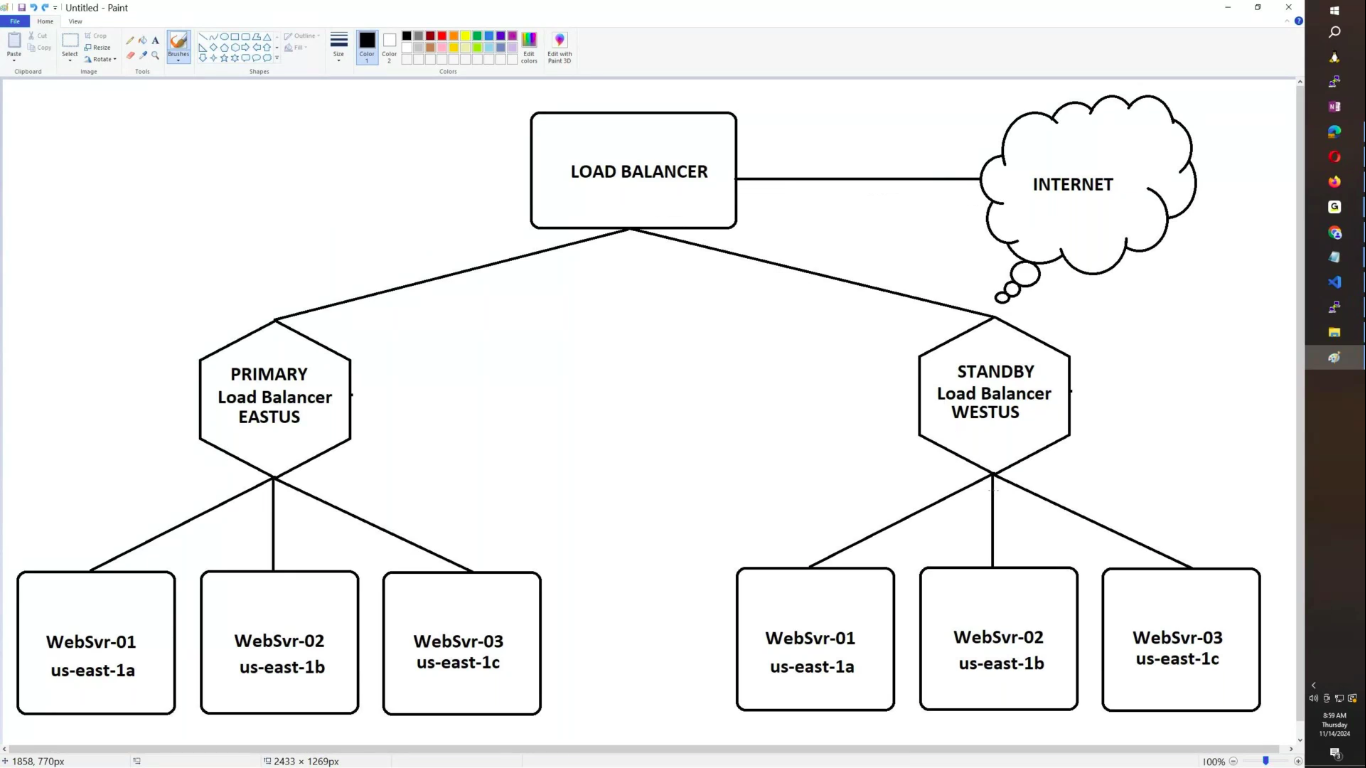 Untitled - Paint
File
Home
View
Paste
Cut
Copy
Clipboard
Select
Crop
Resize
Rotate
Image
A
Tools
Brushes
Shapes
Outline
Fill
Size
Color 1
Color 2
Colors
Edit colors
Edit with Paint 3D
LOAD BALANCER
INTERNET
PRIMARY
Load Balancer
EASTUS
STANDBY
Load Balancer
WESTUS
WebSvr-01
us-east-1a
WebSvr-02
us-east-1b
WebSvr-03
us-east-1c
WebSvr-01
us-east-1a
WebSvr-02
us-east-1b
WebSvr-03
us-east-1c
1858, 770px
2433 × 1269px
100%
8:59 AM
Thursday
11/14/2024